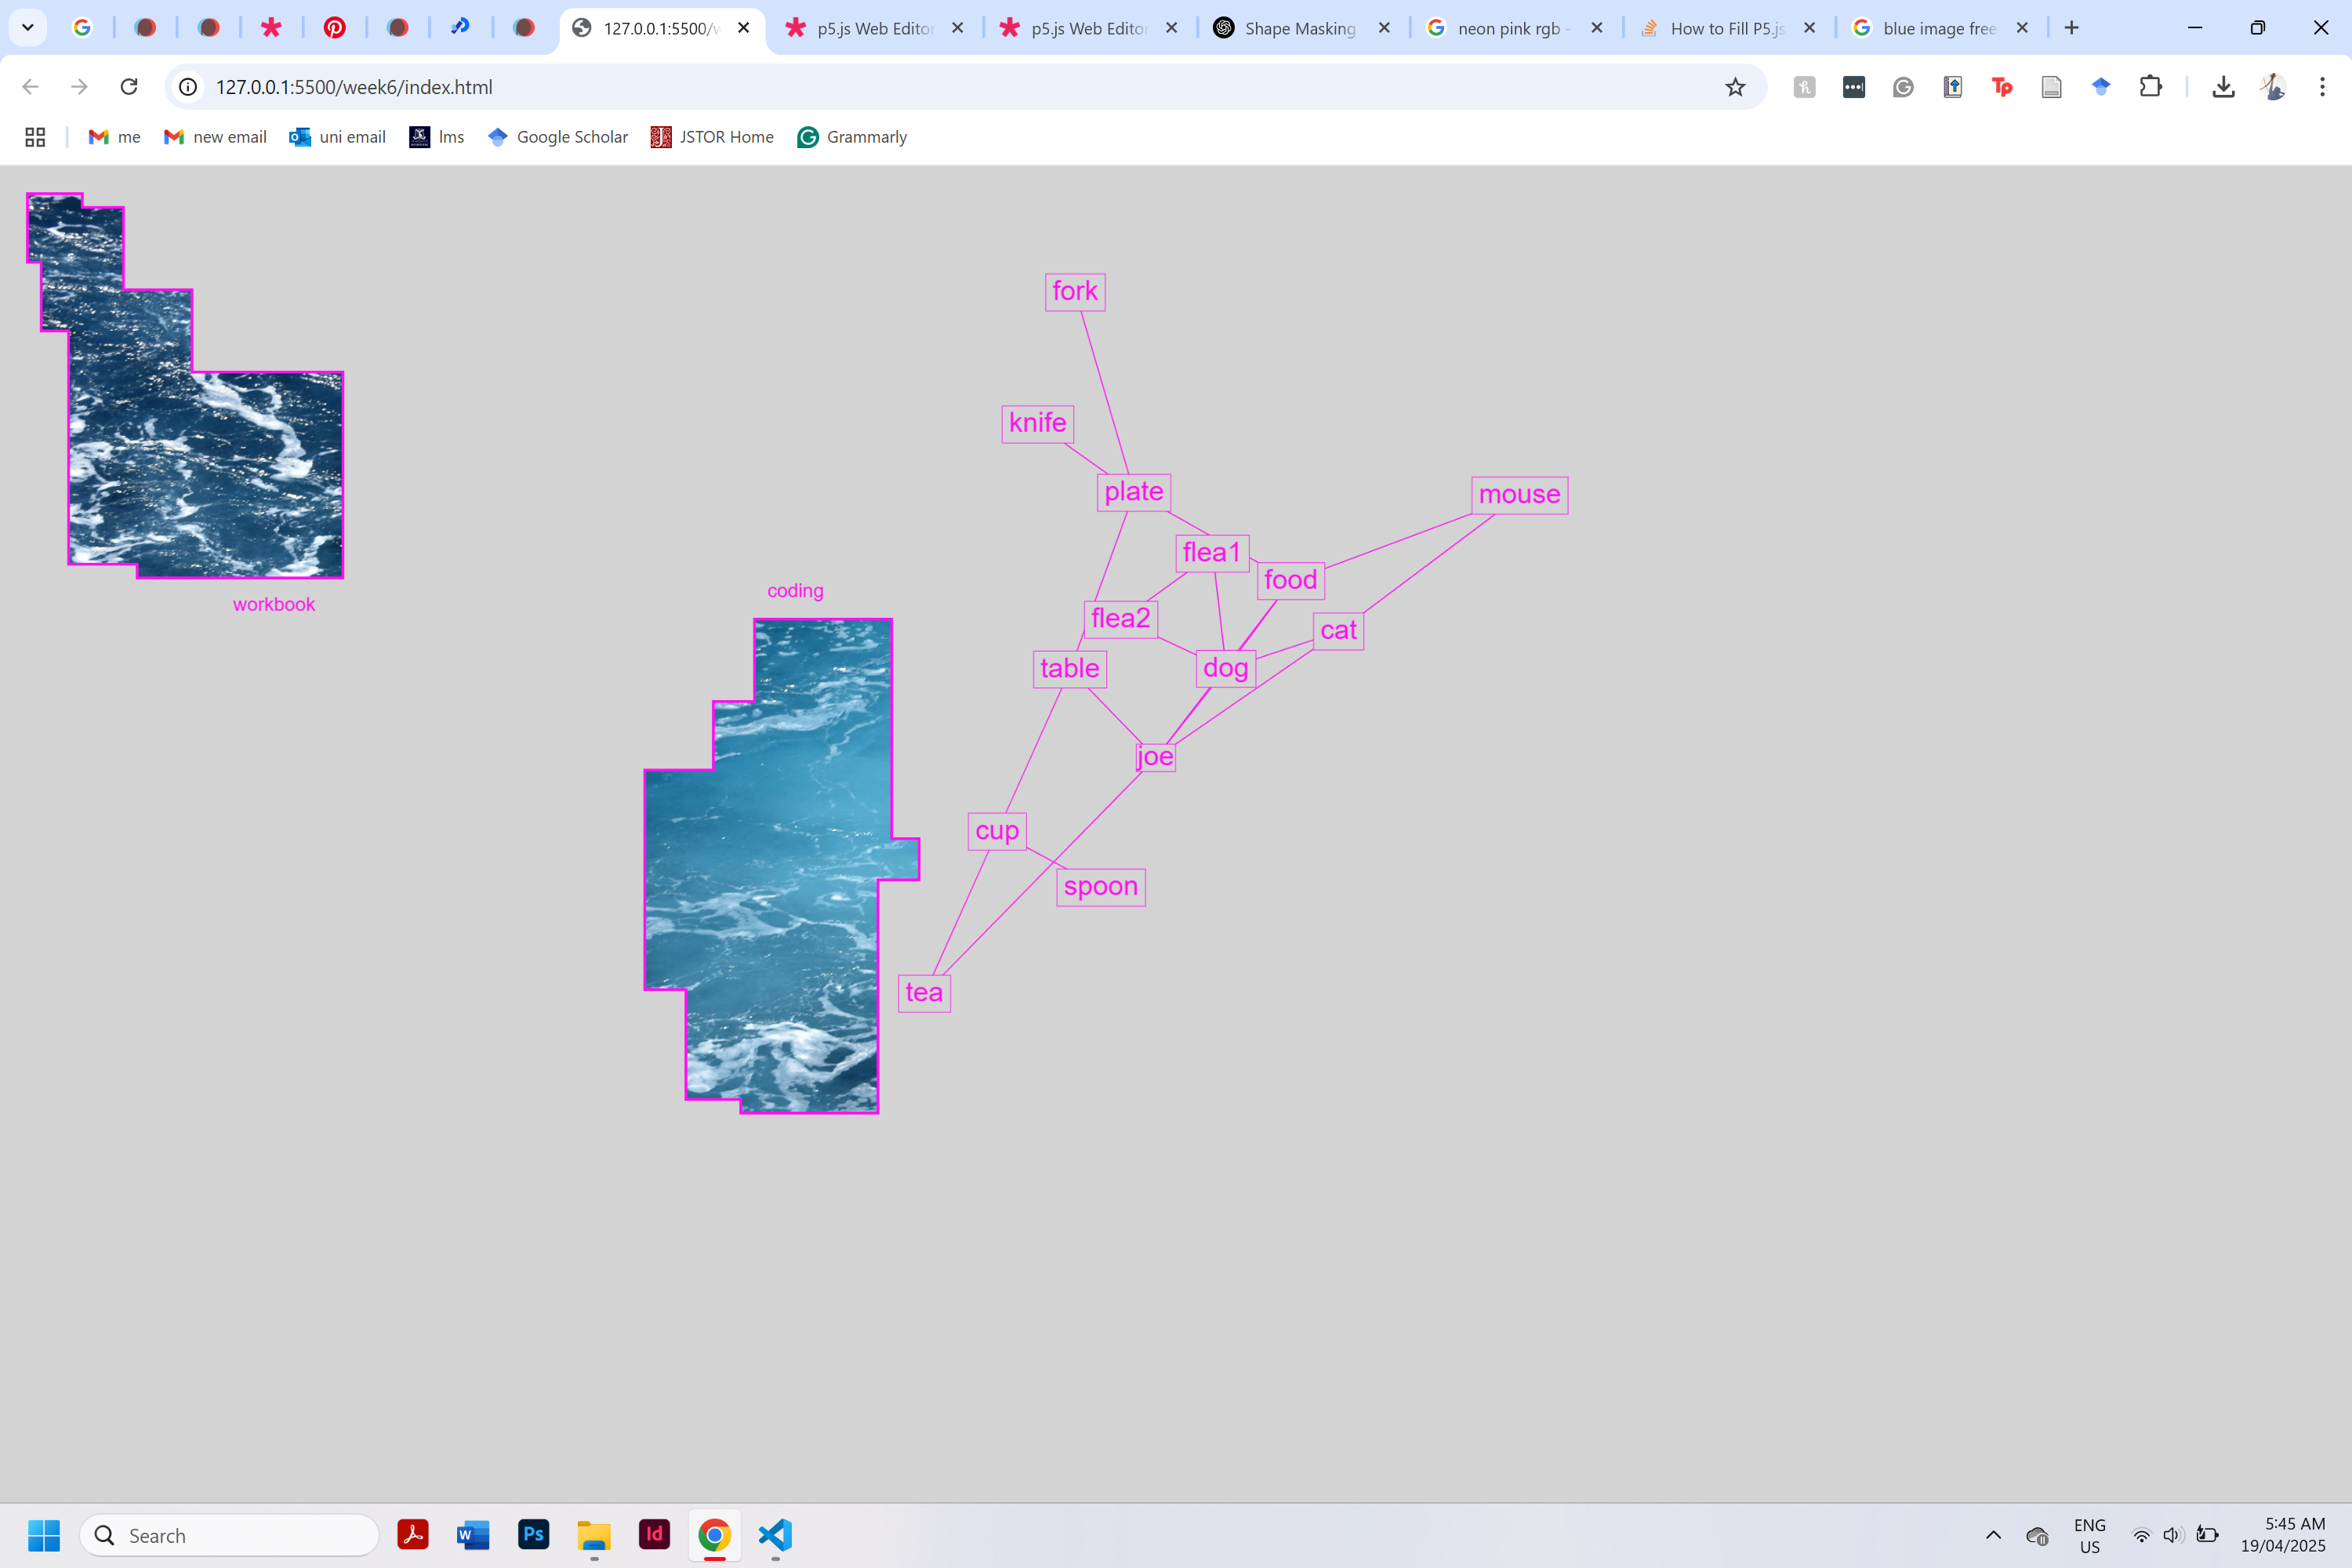 127.0.0.1:5500/w
p5.js Web Editor
p5.js Web Editor
Shape Masking
neon pink rgb -
How to Fill P5.js
blue image free
127.0.0.1:5500/week6/index.html
me
new email
uni email
lms
Google Scholar
JSTOR Home
Grammarly
fork
knife
plate
mouse
flea1
food
workbook
coding
flea2
cat
table
dog
joe
cup
spoon
tea
Search
Ps
Id
ENG
US
5:45 AM
19/04/2025